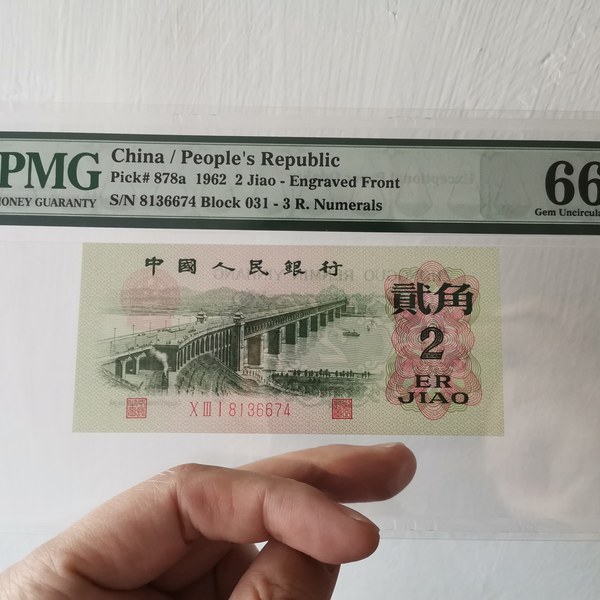 PMG
MONEY GUARANTY
China / People's Republic
Pick# 878a 1962 2 Jiao - Engraved Front
S/N 8136674 Block 031 - 3 R. Numerals
66
Gem Uncircula
中國人民銀行
貳角
2
ER
JIAO
X III I 8136674